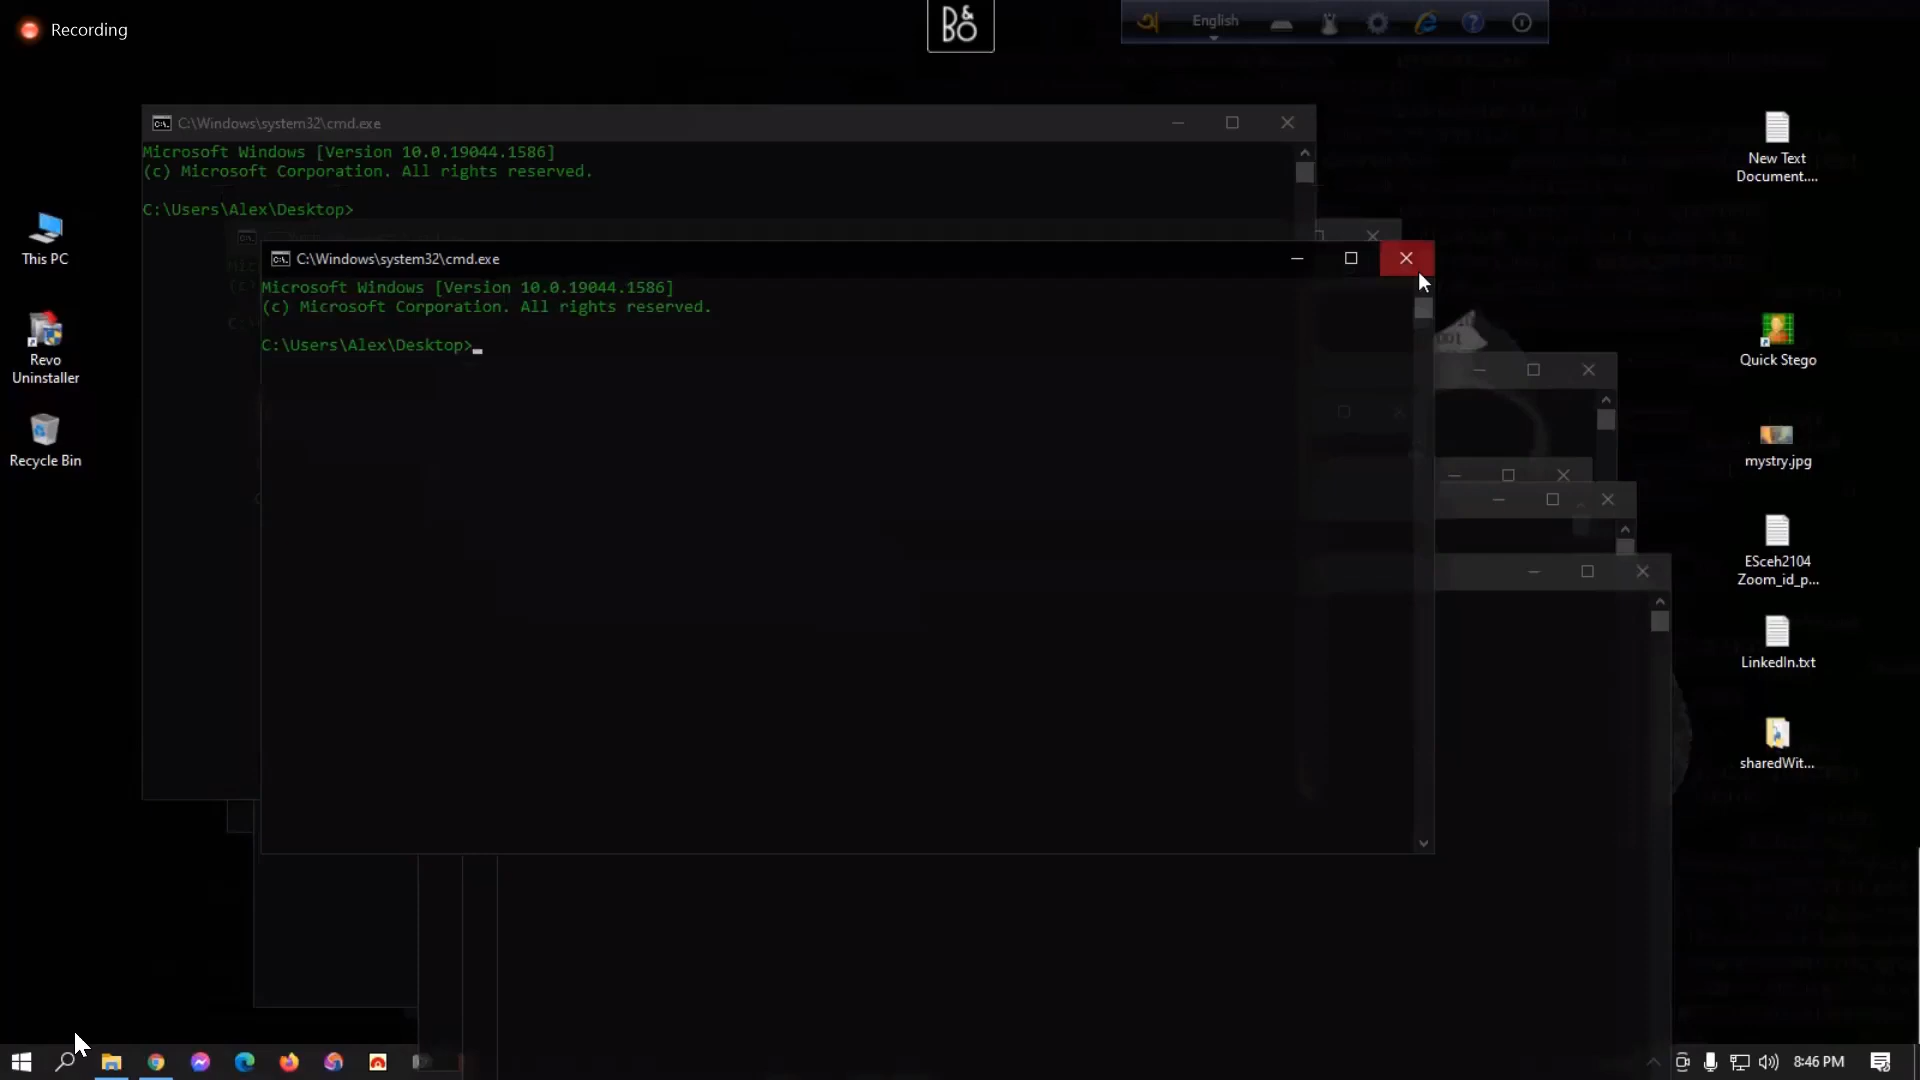 Recording
B&O
অ
English
C:\Windows\system32\cmd.exe
Microsoft Windows [Version 10.0.19044.1586]
(c) Microsoft Corporation. All rights reserved.
C:\Users\Alex\Desktop>
C:\Windows\system32\cmd.exe
Microsoft Windows [Version 10.0.19044.1586]
(c) Microsoft Corporation. All rights reserved.
C:\Users\Alex\Desktop>
This PC
Revo
Uninstaller
Recycle Bin
New Text
Document....
Quick Stego
mystry.jpg
ESceh2104
Zoom_id_p...
LinkedIn.txt
sharedWit...
8:46 PM